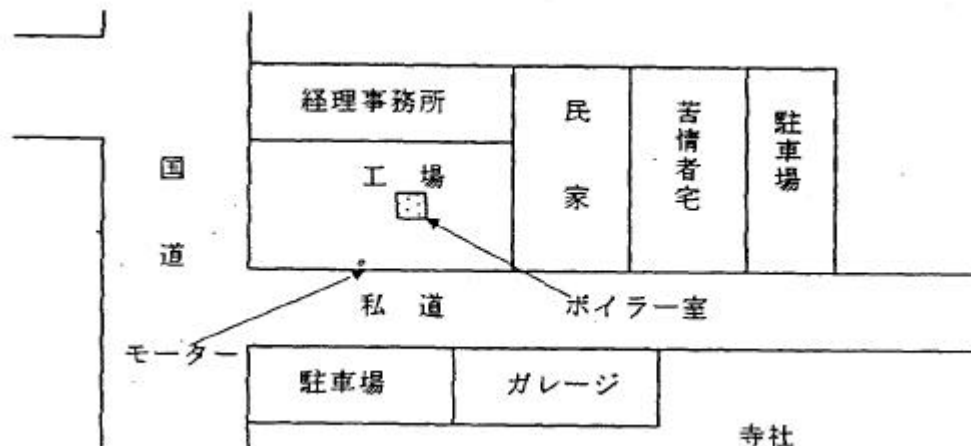 経理事務所
民家
苦情者宅
駐車場
国道
工場
私道
ボイラー室
モーター
駐車場
ガレージ
寺社